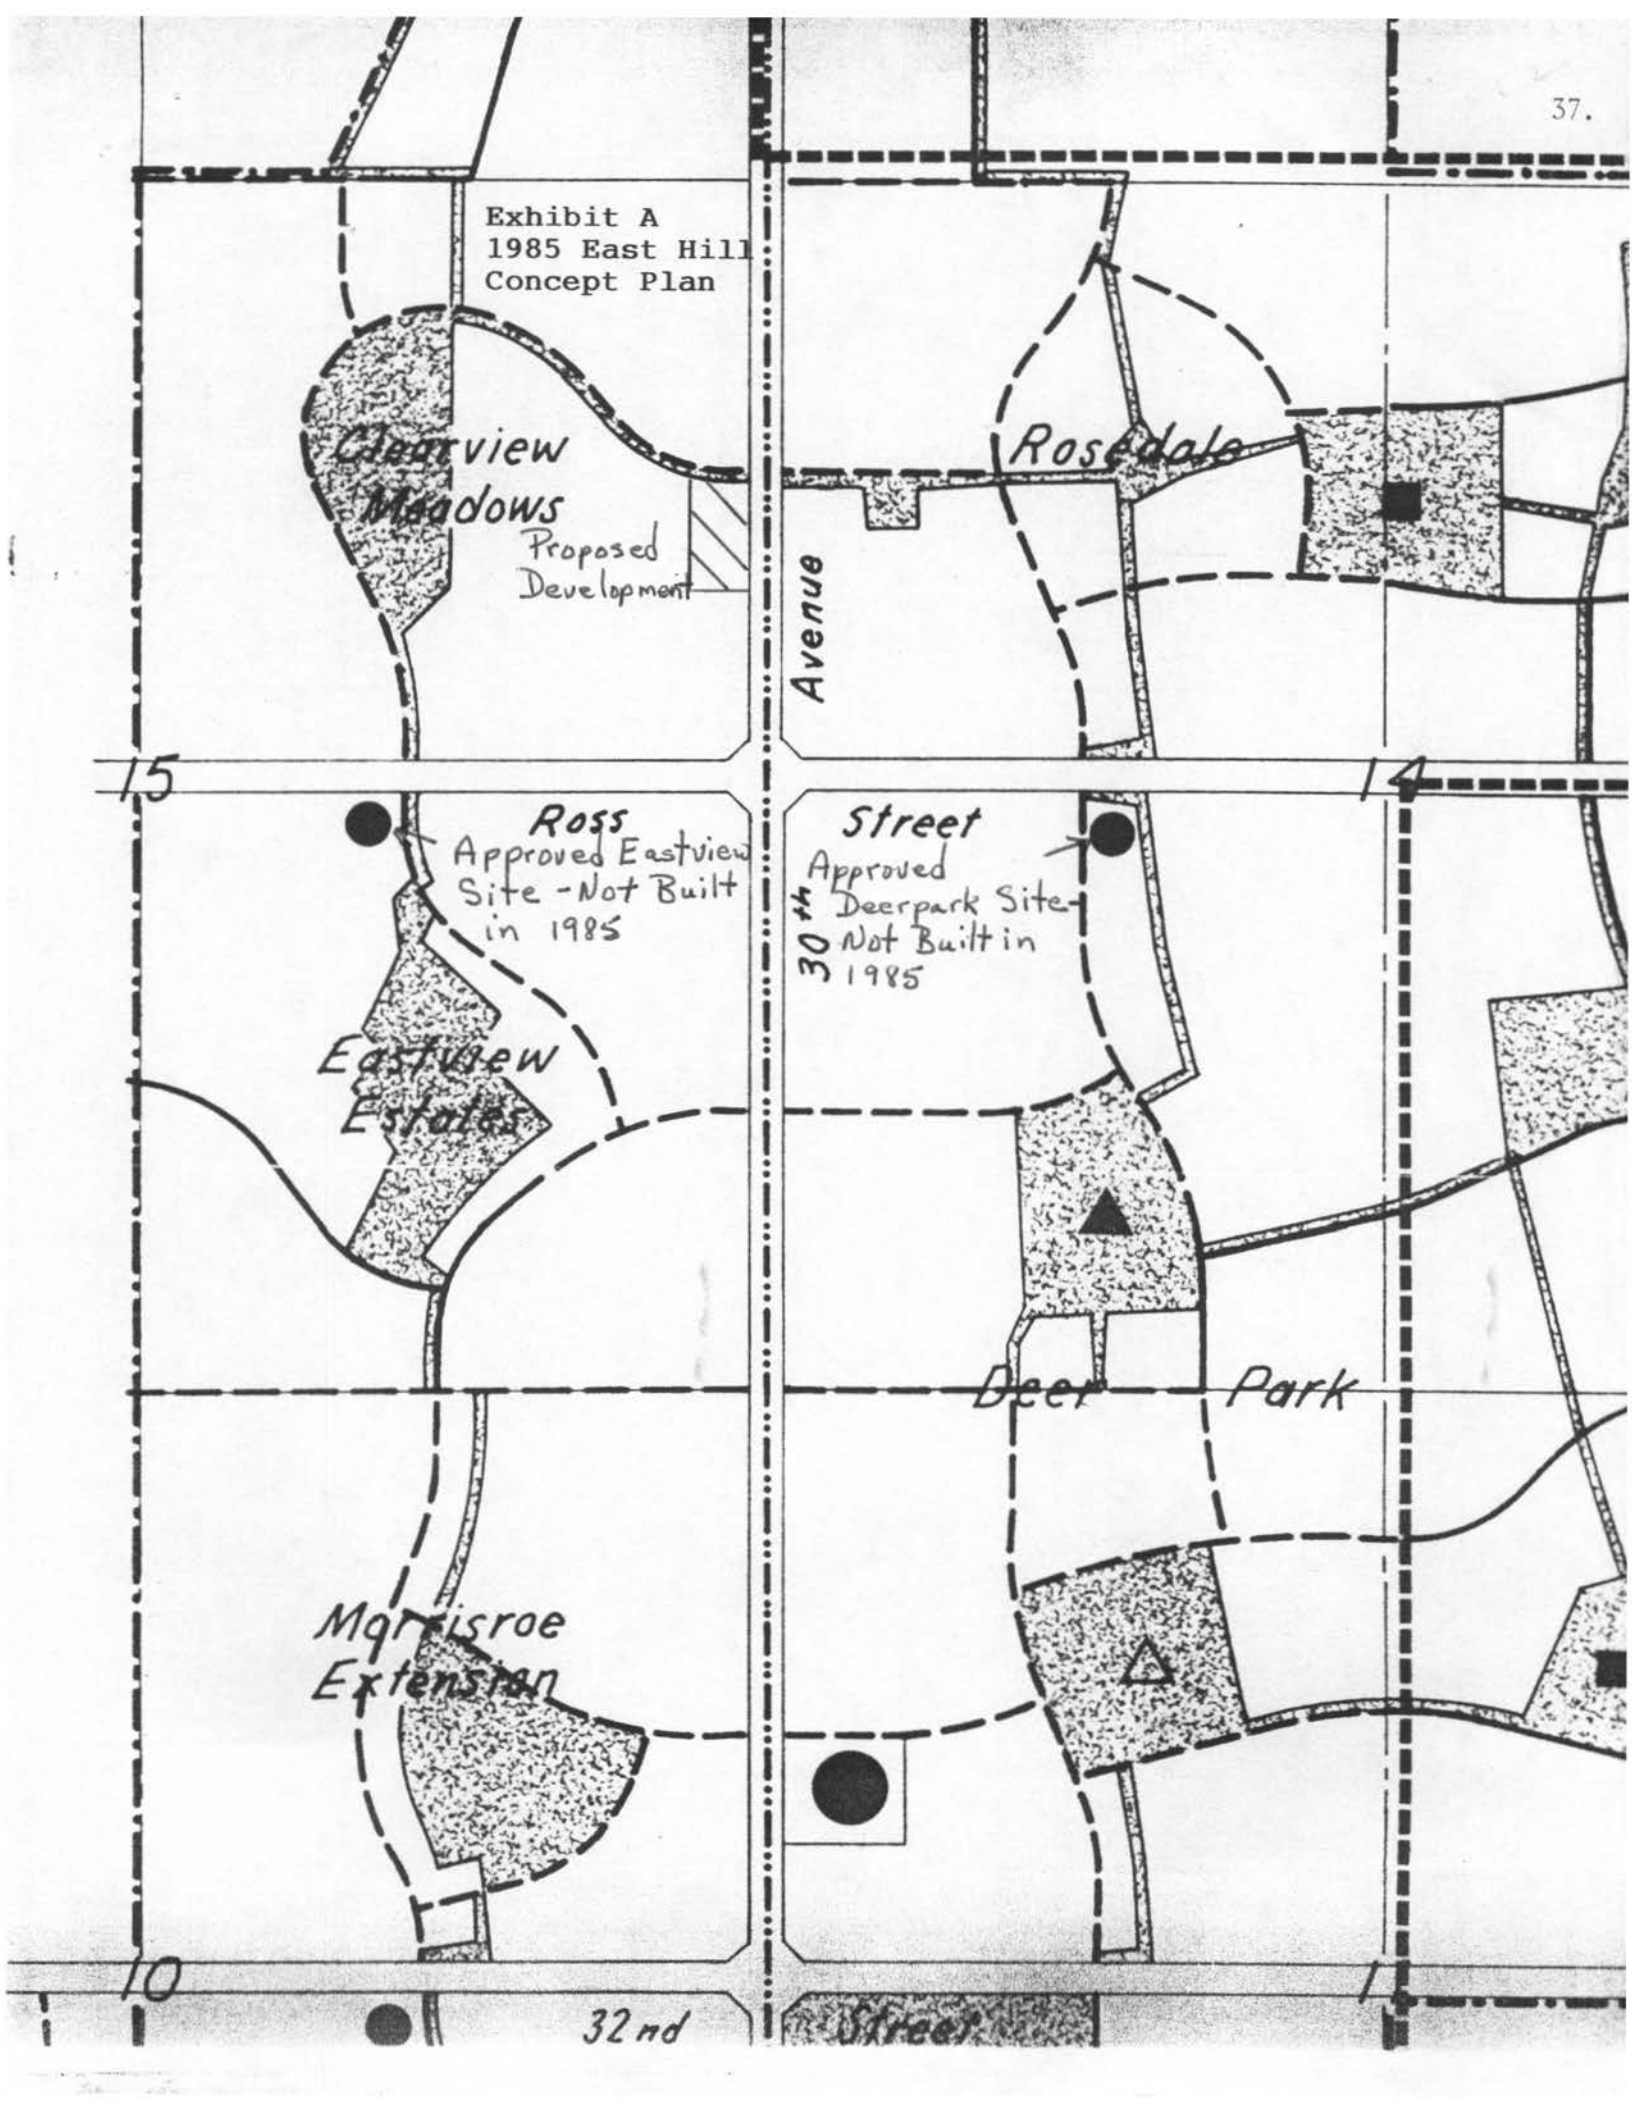 37.
Exhibit A
1985 East Hill
Concept Plan
Clearview
Meadows
Rosedale
Proposed
Development
Avenue
15
14
Ross
Street
Approved Eastview
Site - Not Built
in 1985
Approved
Deerpark Site-
Not Built in
1985
30th
Eastview
Estates
Deer Park
Morrisroe
Extension
10
1
32nd
Street